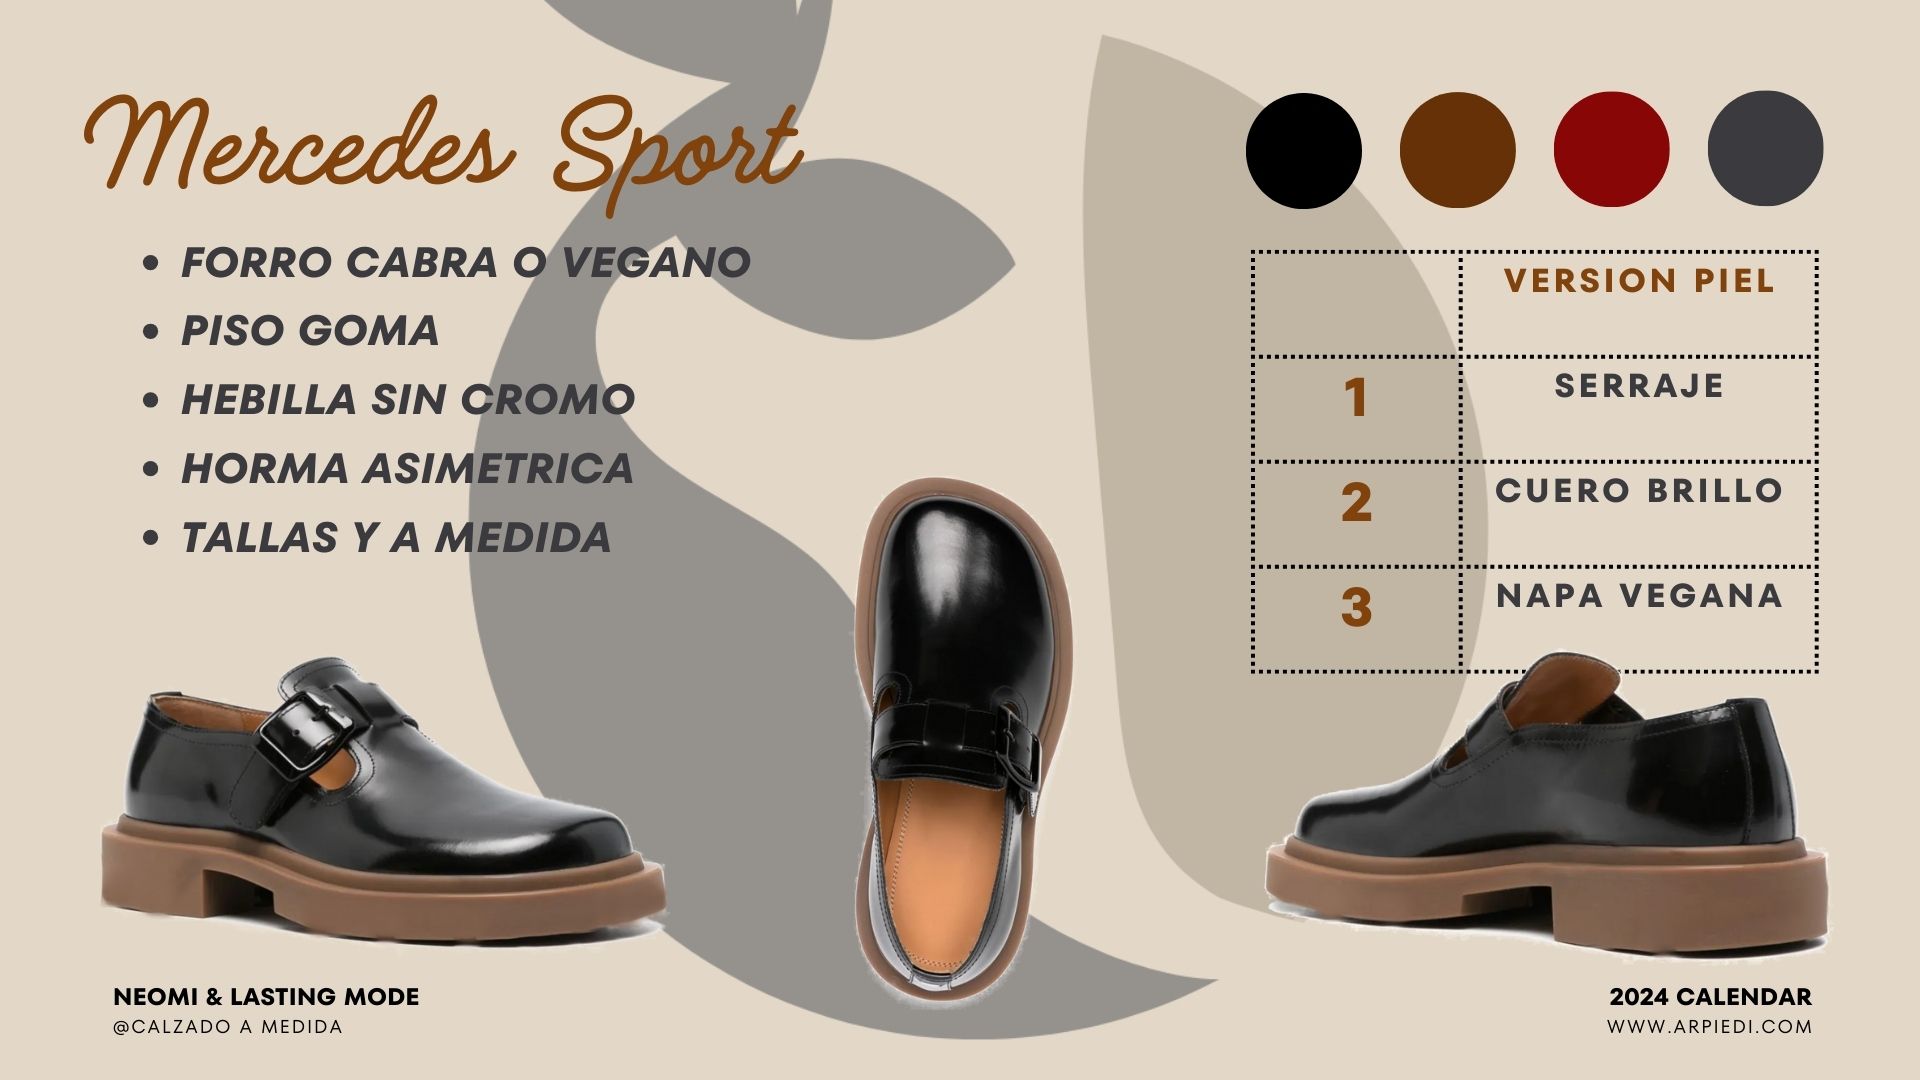 Mercedes Sport
• FORRO CABRA O VEGANO
• PISO GOMA
• HEBILLA SIN CROMO
• HORMA ASIMETRICA
• TALLAS Y A MEDIDA
VERSION PIEL
1 SERRAJE
2 CUERO BRILLO
3 NAPA VEGANA
NEOMI & LASTING MODE
@CALZADO A MEDIDA
2024 CALENDAR
WWW.ARPIEDI.COM